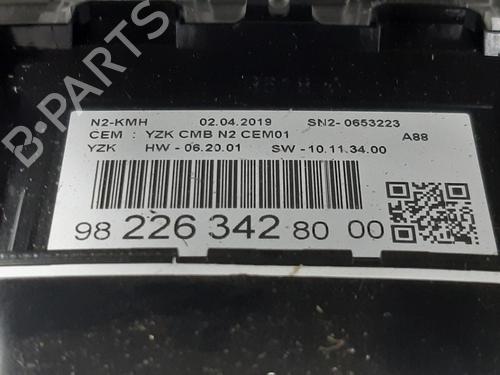 N2-KMH 02.04.2019 SN2- 0653223
CEM : YZK CMB N2 CEM01 A88
YZK HW - 06.20.01 SW - 10.11.34.00
98 226 342 80 00
B-PARTS